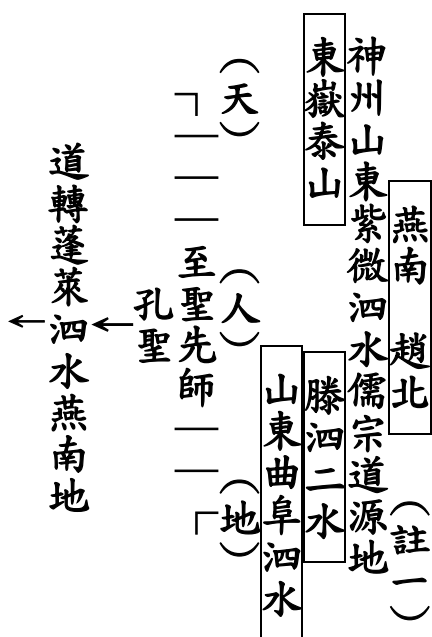 燕南 趙北 (註一)
神州山東紫微泗水儒宗道源地
東嶽泰山 滕泗二水
山東曲阜泗水
(天) (人) (地)
至聖先師
孔聖
道轉蓬萊泗水燕南地